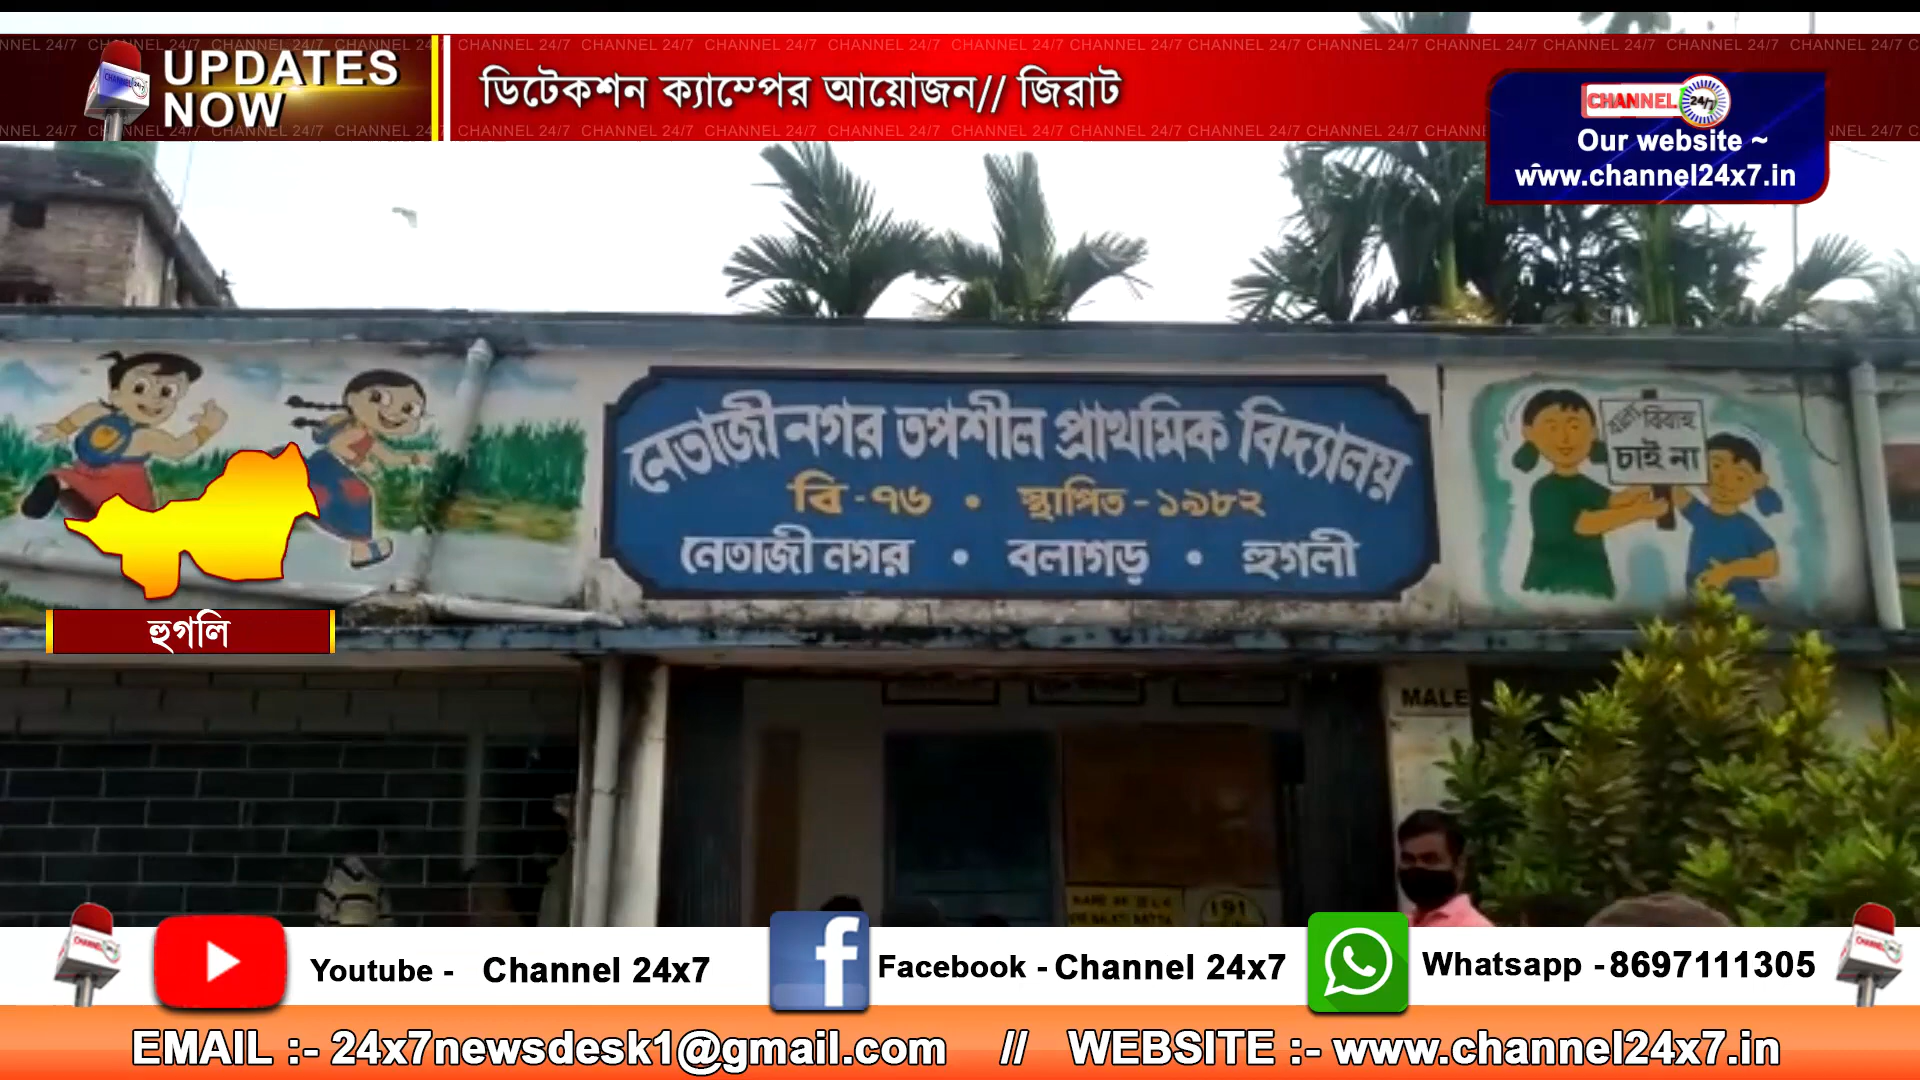 UPDATES
NOW
ডিটেকশন ক্যাম্পের আয়োজন// জিরাট
CHANNEL 24/7
Our website ~
www.channel24x7.in
নেতাজী নগর তপশীল প্রাথমিক বিদ্যালয়
বি - ৭৬ • স্থাপিত - ১৯৮২
নেতাজী নগর • বলাগড় • হুগলী
বিবাহ
চাই না
হুগলি
MALE
191
Youtube - Channel 24x7
Facebook - Channel 24x7
Whatsapp - 8697111305
EMAIL :- 24x7newsdesk1@gmail.com // WEBSITE :- www.channel24x7.in